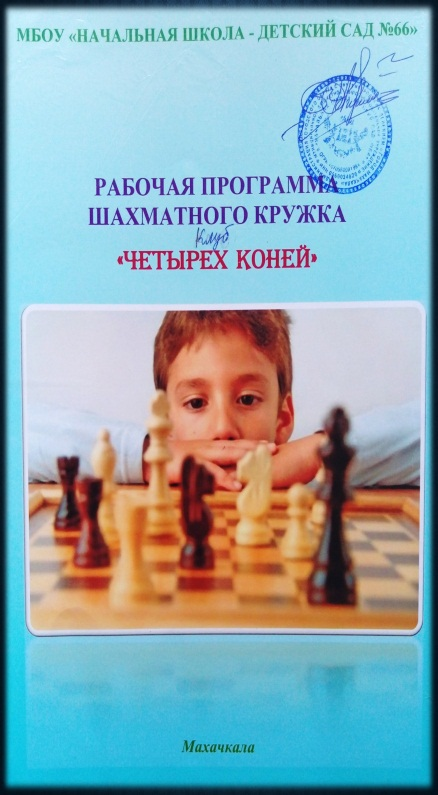 МБОУ «НАЧАЛЬНАЯ ШКОЛА - ДЕТСКИЙ САД №66»
РАБОЧАЯ ПРОГРАММА
ШАХМАТНОГО КРУЖКА
Клуб
«ЧЕТЫРЕХ КОНЕЙ»
Махачкала